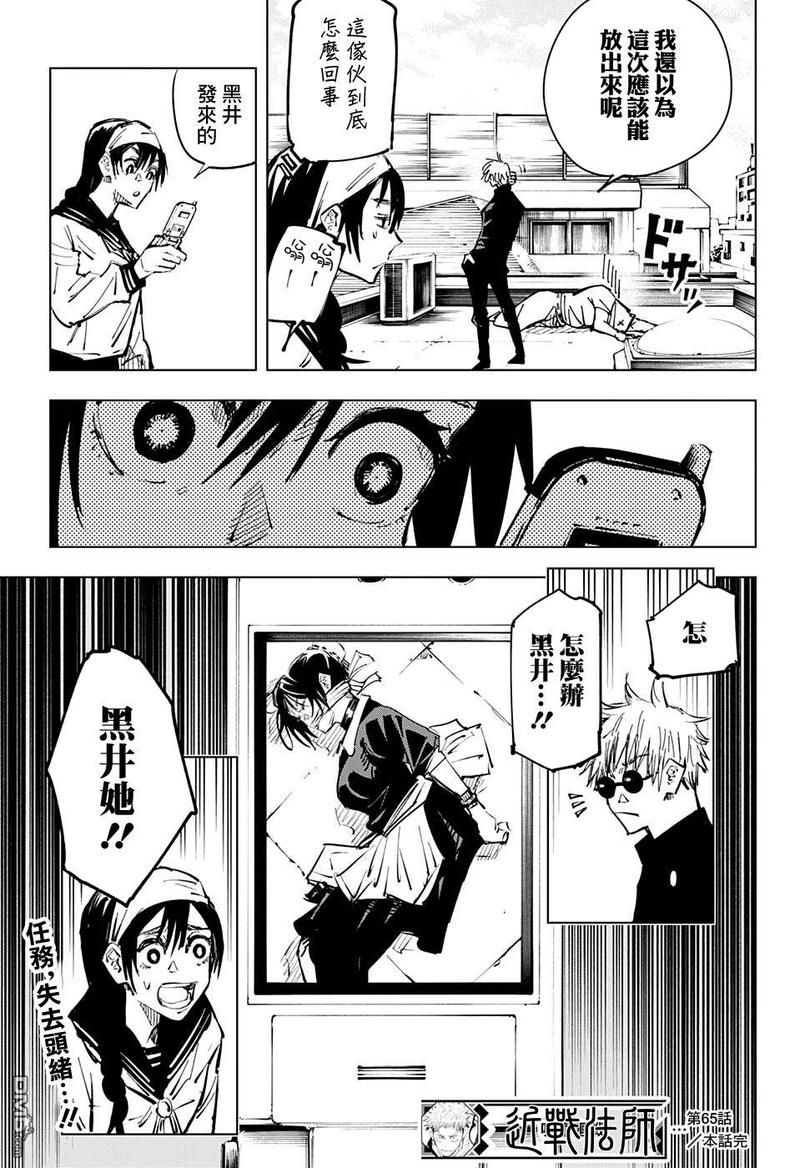 我還以為
這次應該能
放出來呢
ドサッ
這傢伙到底
怎麼回事
黑井
發來的
怎
怎麼辦
黑井…!!
黑井她!!
任務,失去頭緒…!!
近戰法師
第65話
…/本話完